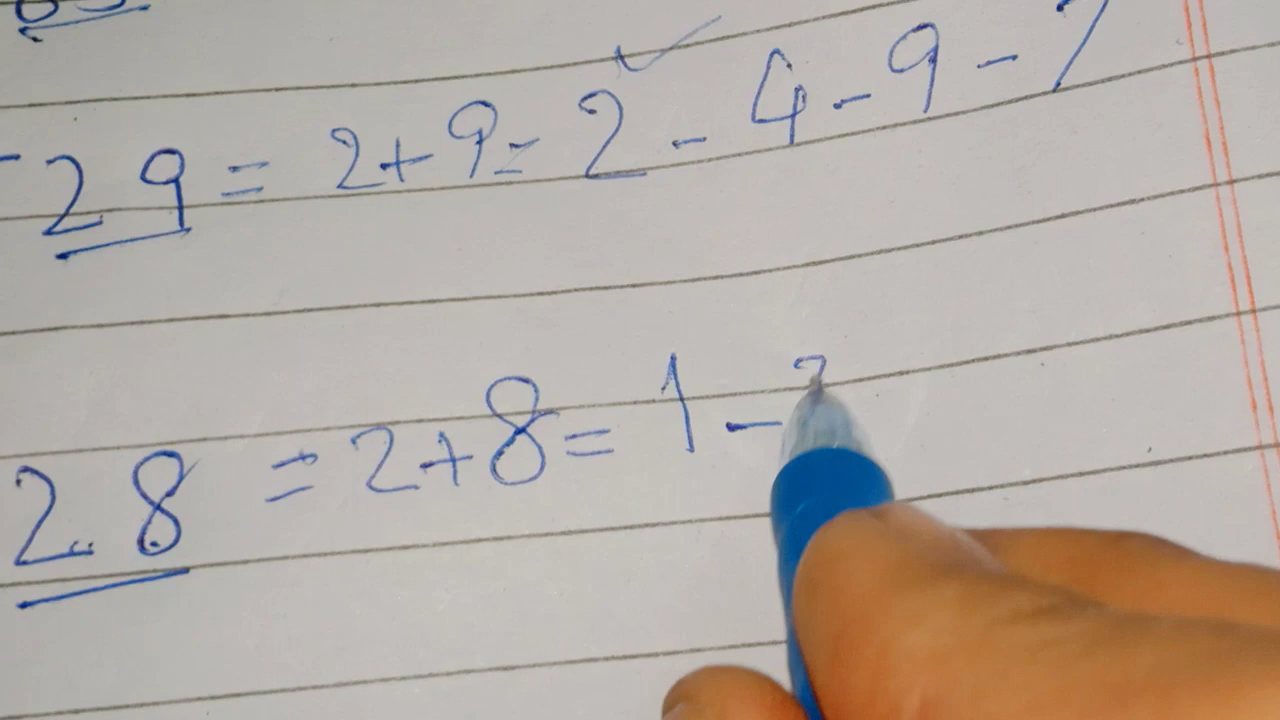 29 = 2+9= 2 - 4 - 9 - 7
28 = 2+8= 1 -